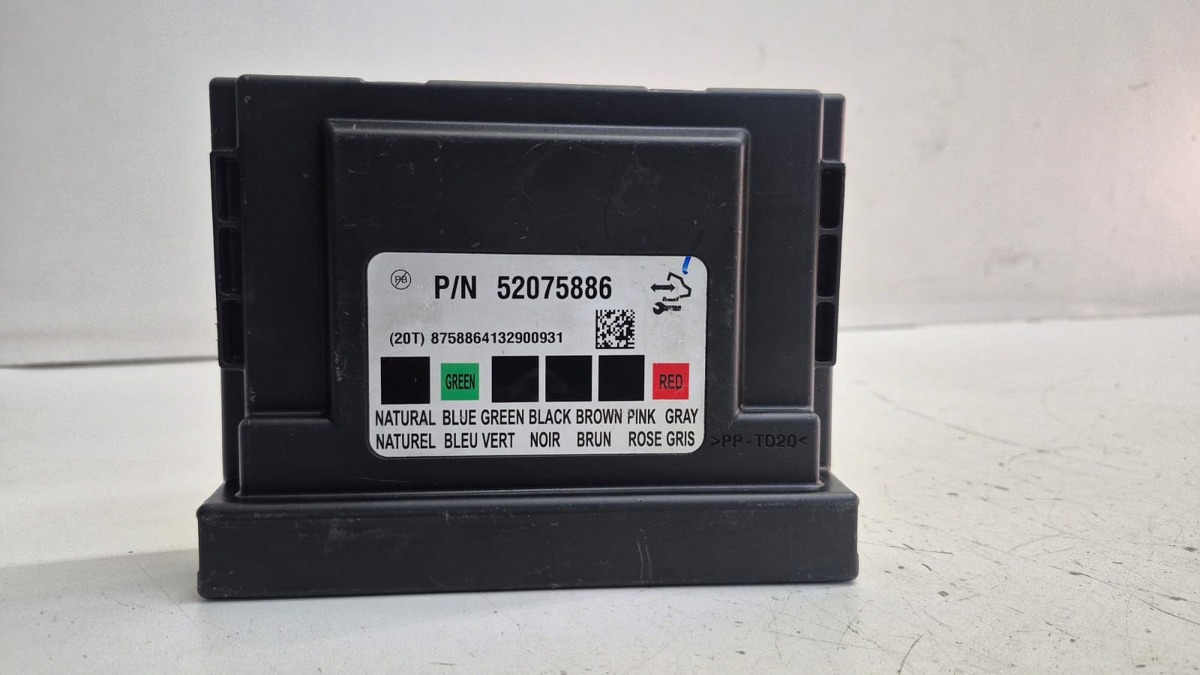 PB
P/N 52075886
(20T) 8758864132900931
GREEN RED
NATURAL BLUE GREEN BLACK BROWN PINK GRAY
NATUREL BLEU VERT NOIR BRUN ROSE GRIS
>PP-TD20<